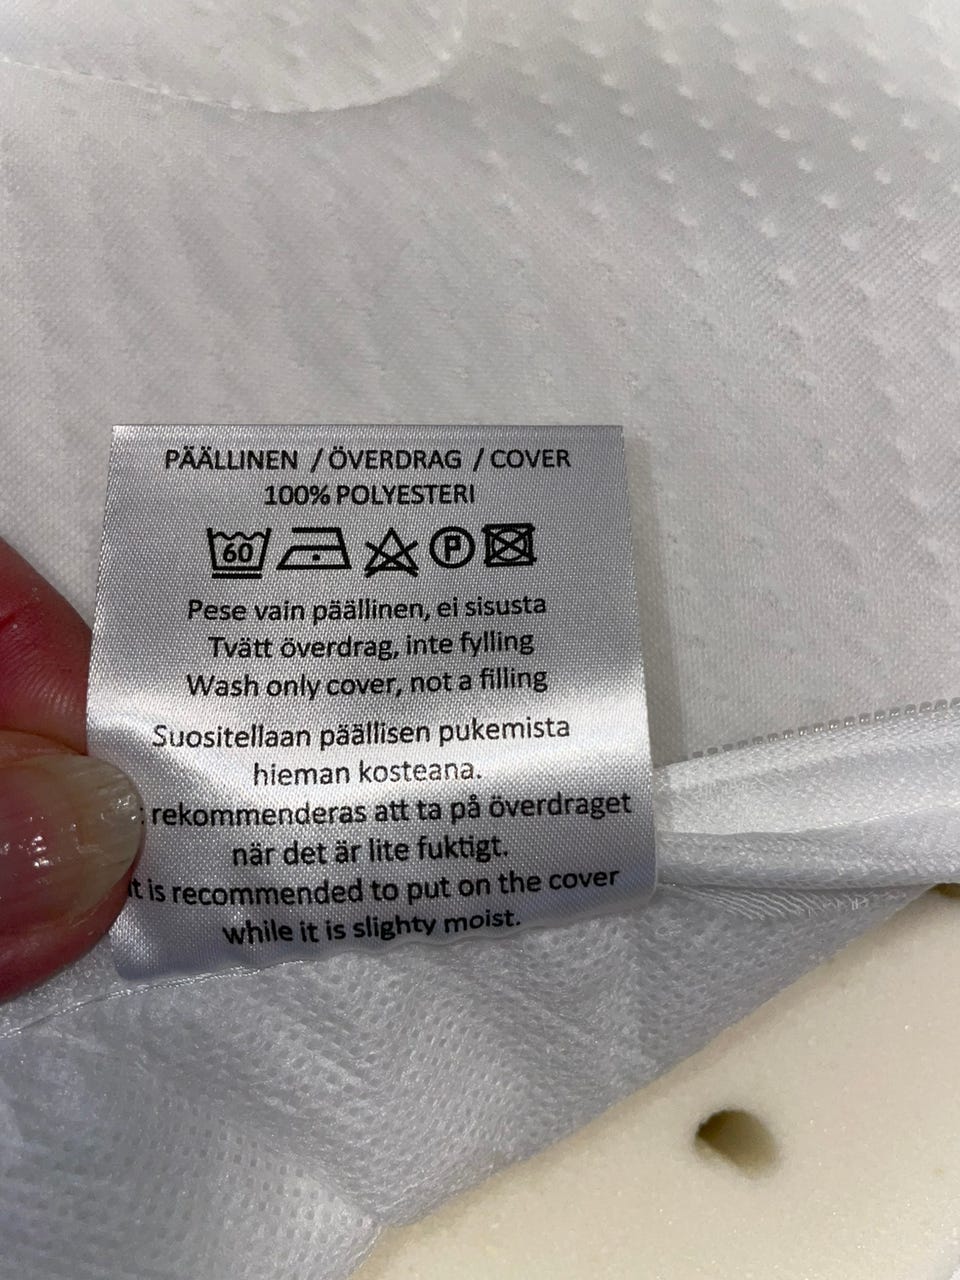 PÄÄLLINEN / ÖVERDRAG / COVER
100% POLYESTERI
60 P
Pese vain päällinen, ei sisusta
Tvätt överdrag, inte fylling
Wash only cover, not a filling
Suositellaan päällisen pukemista
hieman kosteana.
rekommenderas att ta på överdraget
när det är lite fuktigt.
It is recommended to put on the cover
while it is slighty moist.